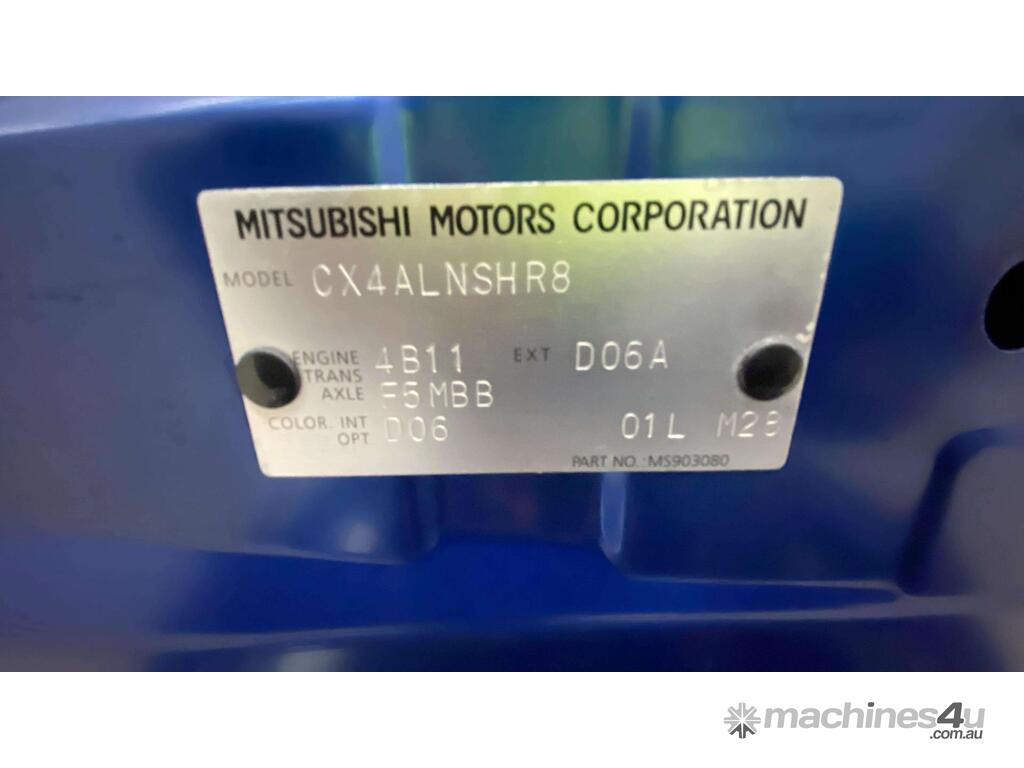 MITSUBISHI MOTORS CORPORATION
MODEL CX4ALNSHR8
ENGINE 4B11 EXT D06A
TRANS
AXLE F5MBB
COLOR. INT D06 01L M28
OPT
PART NO.: MS903080
machines4u
.com.au